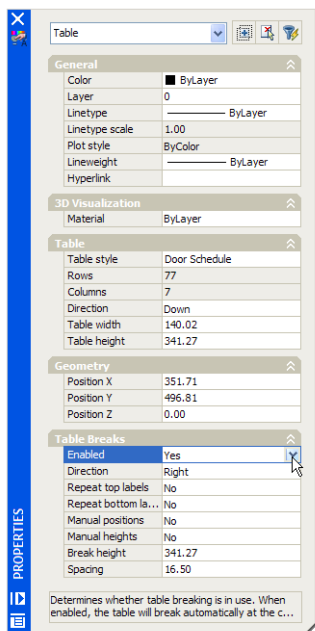 Table
General
Color ByLayer
Layer 0
Linetype ByLayer
Linetype scale 1.00
Plot style ByColor
Lineweight ByLayer
Hyperlink
3D Visualization
Material ByLayer
Table
Table style Door Schedule
Rows 77
Columns 7
Direction Down
Table width 140.02
Table height 341.27
Geometry
Position X 351.71
Position Y 496.81
Position Z 0.00
Table Breaks
Enabled Yes
Direction Right
Repeat top labels No
Repeat bottom la... No
Manual positions No
Manual heights No
Break height 341.27
Spacing 16.50
PROPERTIES
Determines whether table breaking is in use. When
enabled, the table will break automatically at the c...